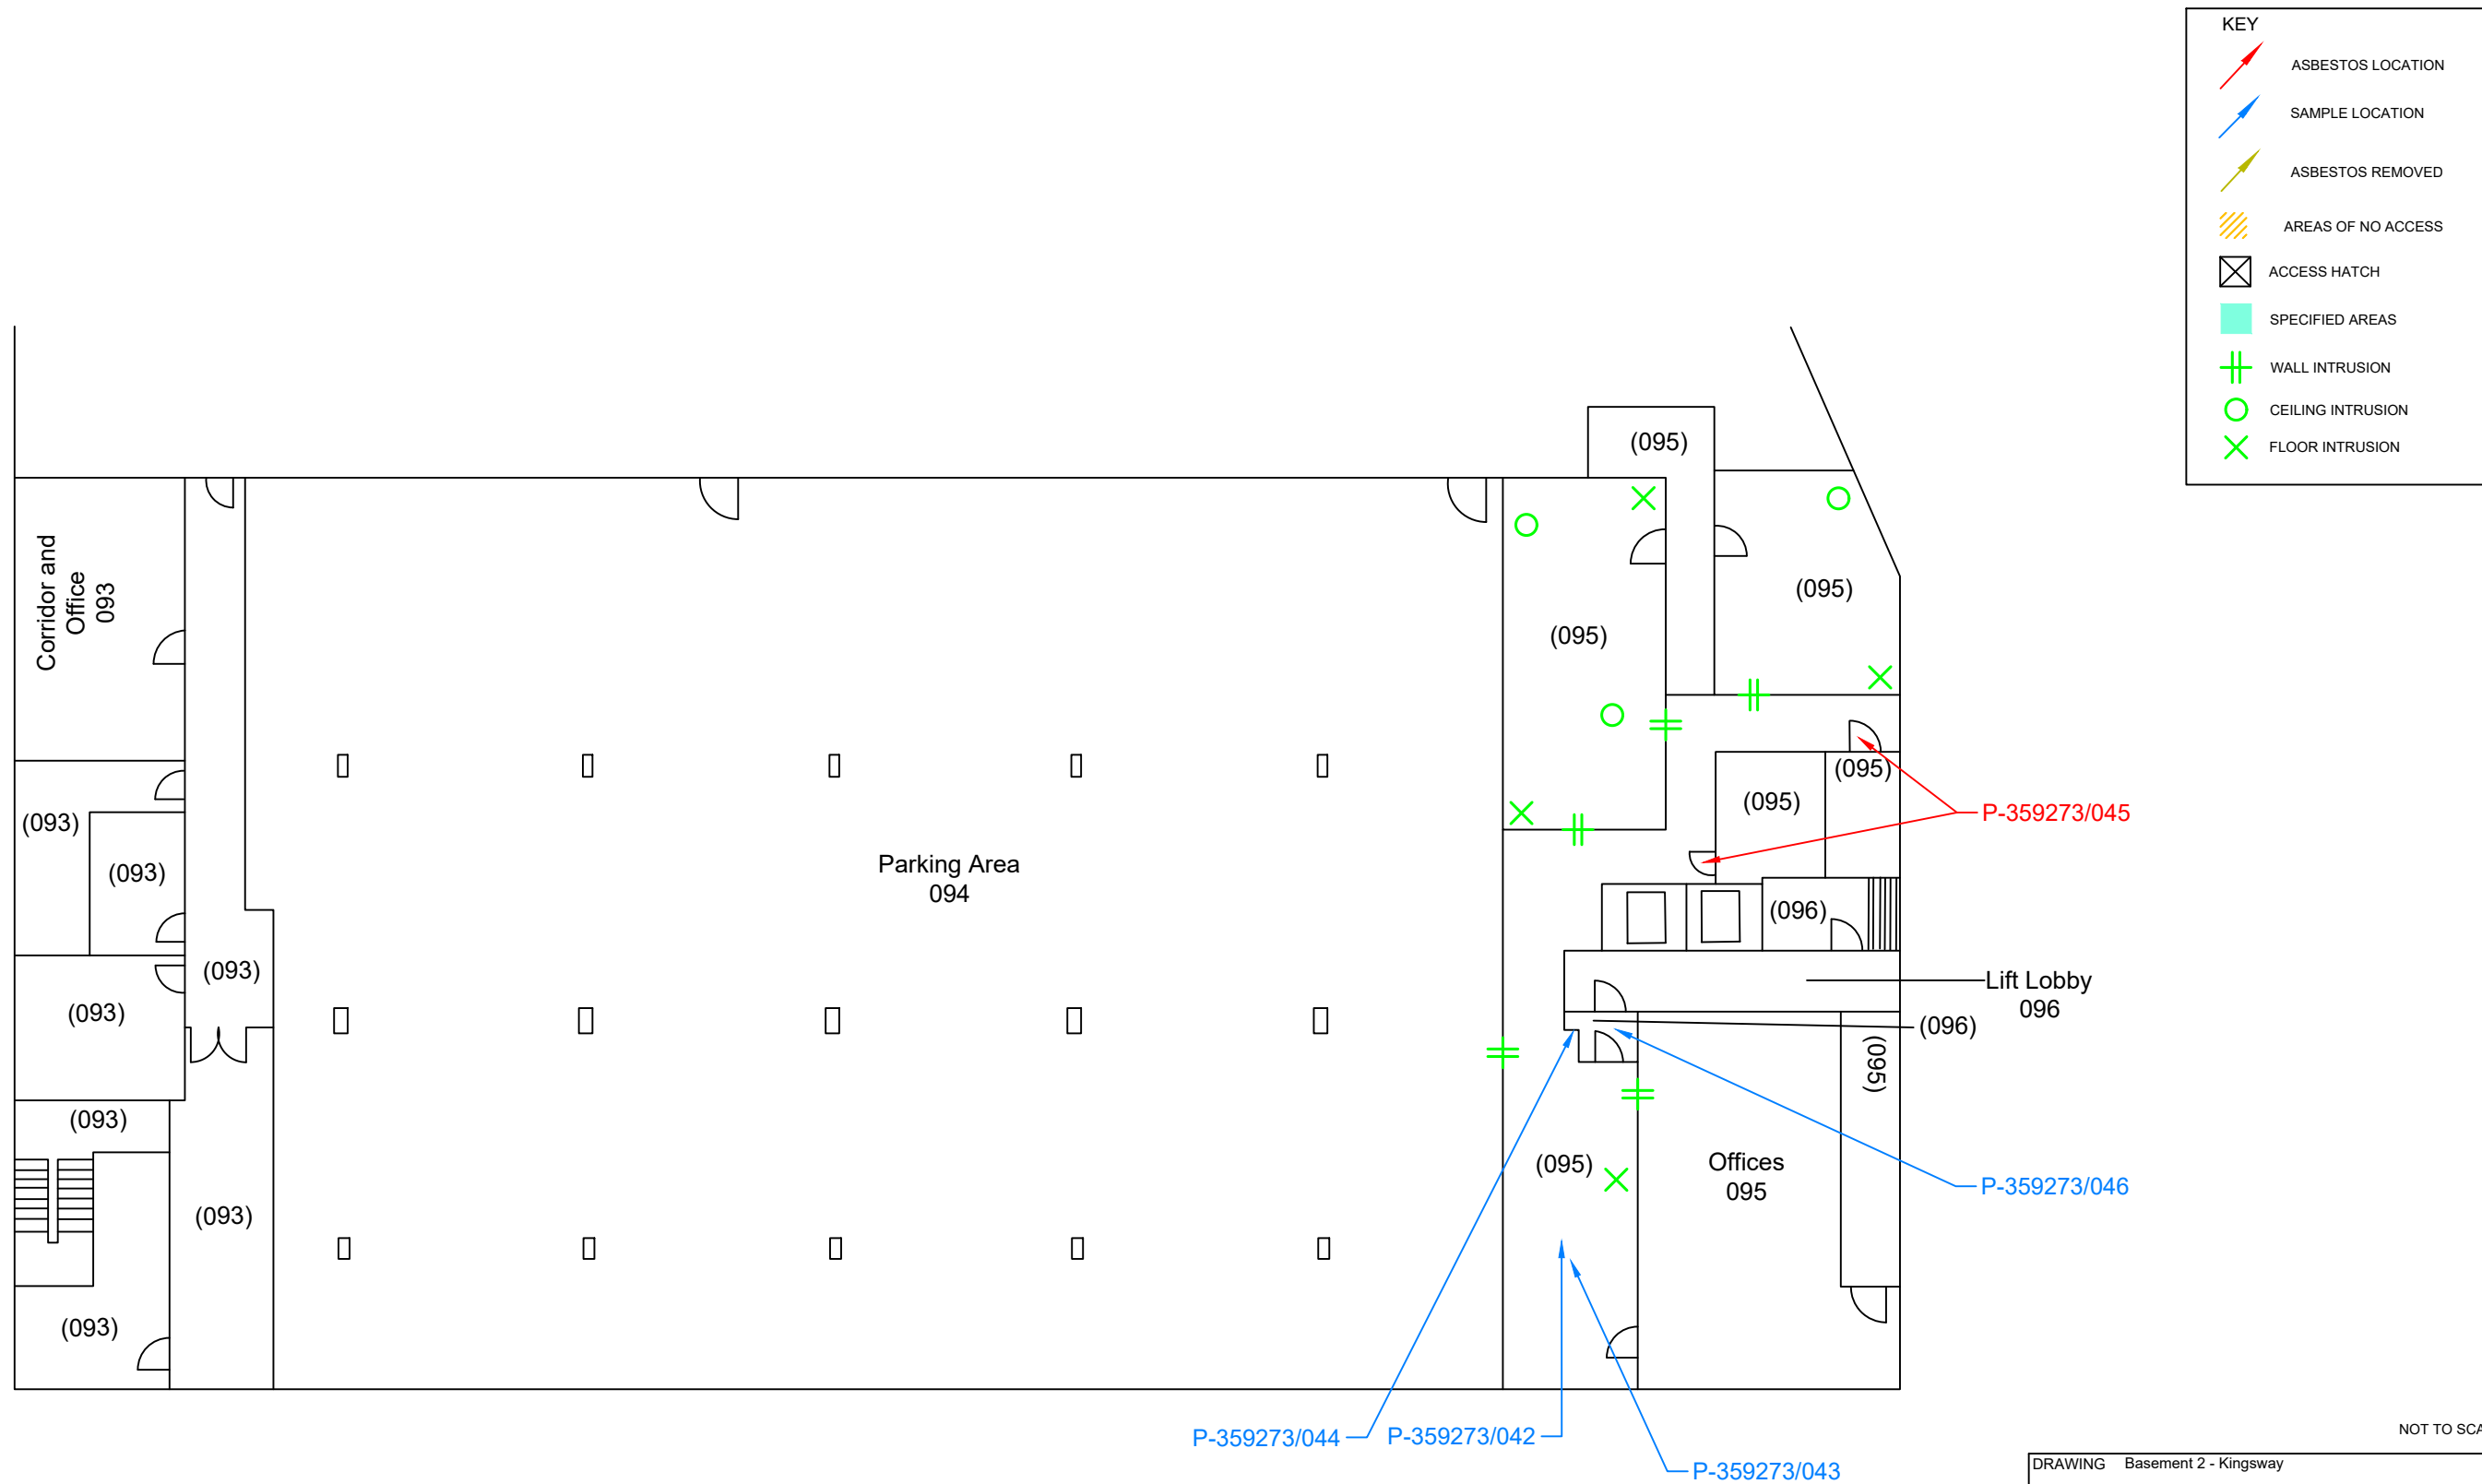 KEY
ASBESTOS LOCATION
SAMPLE LOCATION
ASBESTOS REMOVED
AREAS OF NO ACCESS
ACCESS HATCH
SPECIFIED AREAS
WALL INTRUSION
CEILING INTRUSION
FLOOR INTRUSION
(095)
Corridor and
Office
093
(095)
(095)
(095)
(095)
P-359273/045
(093)
(093)
Parking Area
094
(096)
(093)
Lift Lobby
096
(093)
(096)
(095)
(093)
(095)
Offices
095
P-359273/046
(093)
(093)
P-359273/044
P-359273/042
P-359273/043
NOT TO SCA
DRAWING Basement 2 - Kingsway